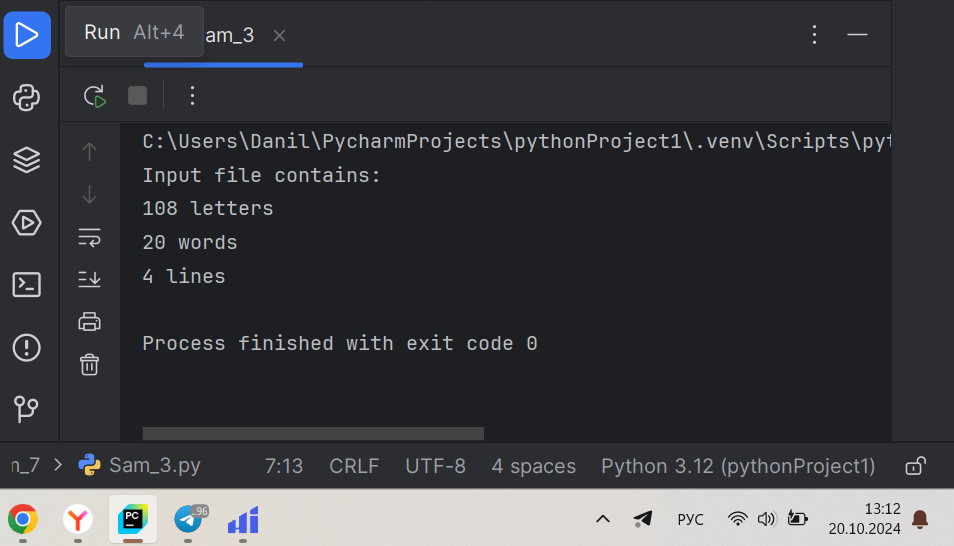 Run Alt+4
am_3
C:\Users\Danil\PycharmProjects\pythonProject1\.venv\Scripts\pyt
Input file contains:
108 letters
20 words
4 lines
Process finished with exit code 0
n_7 > Sam_3.py 7:13 CRLF UTF-8 4 spaces Python 3.12 (pythonProject1)
PC
96
РУС
13:12
20.10.2024